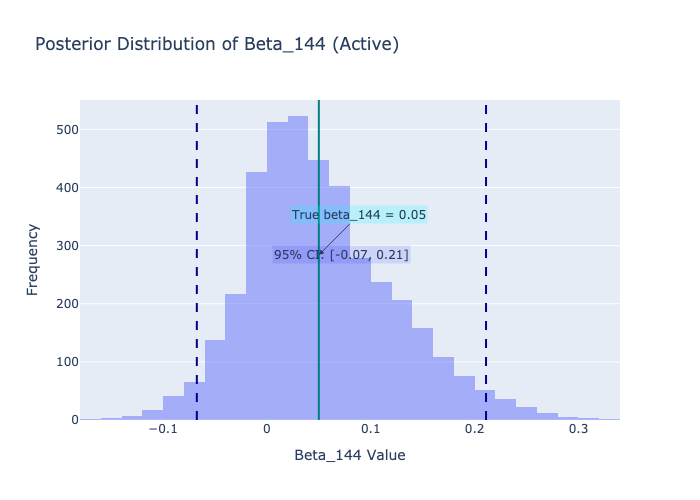 Posterior Distribution of Beta_144 (Active)
500
400
300
200
100
0
Frequency
True beta_144 = 0.05
95% CI: [-0.07, 0.21]
−0.1
0
0.1
0.2
0.3
Beta_144 Value